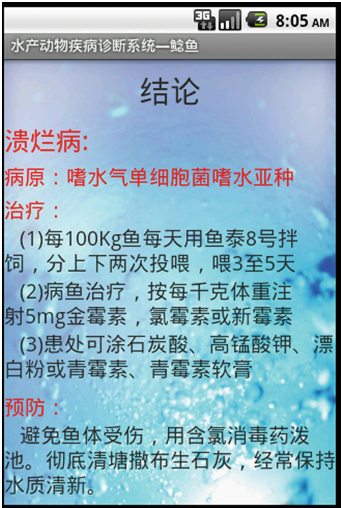 3G 8:05 AM
水产动物疾病诊断系统—鲶鱼
结论
溃烂病:
病原：嗜水气单细胞菌嗜水亚种
治疗：
(1)每100Kg鱼每天用鱼泰8号拌
饲，分上下两次投喂，喂3至5天
(2)病鱼治疗，按每千克体重注
射5mg金霉素，氯霉素或新霉素
(3)患处可涂石炭酸、高锰酸钾、漂
白粉或青霉素、青霉素软膏
预防：
避免鱼体受伤，用含氯消毒药泼
池。彻底清塘撒布生石灰，经常保持
水质清新。